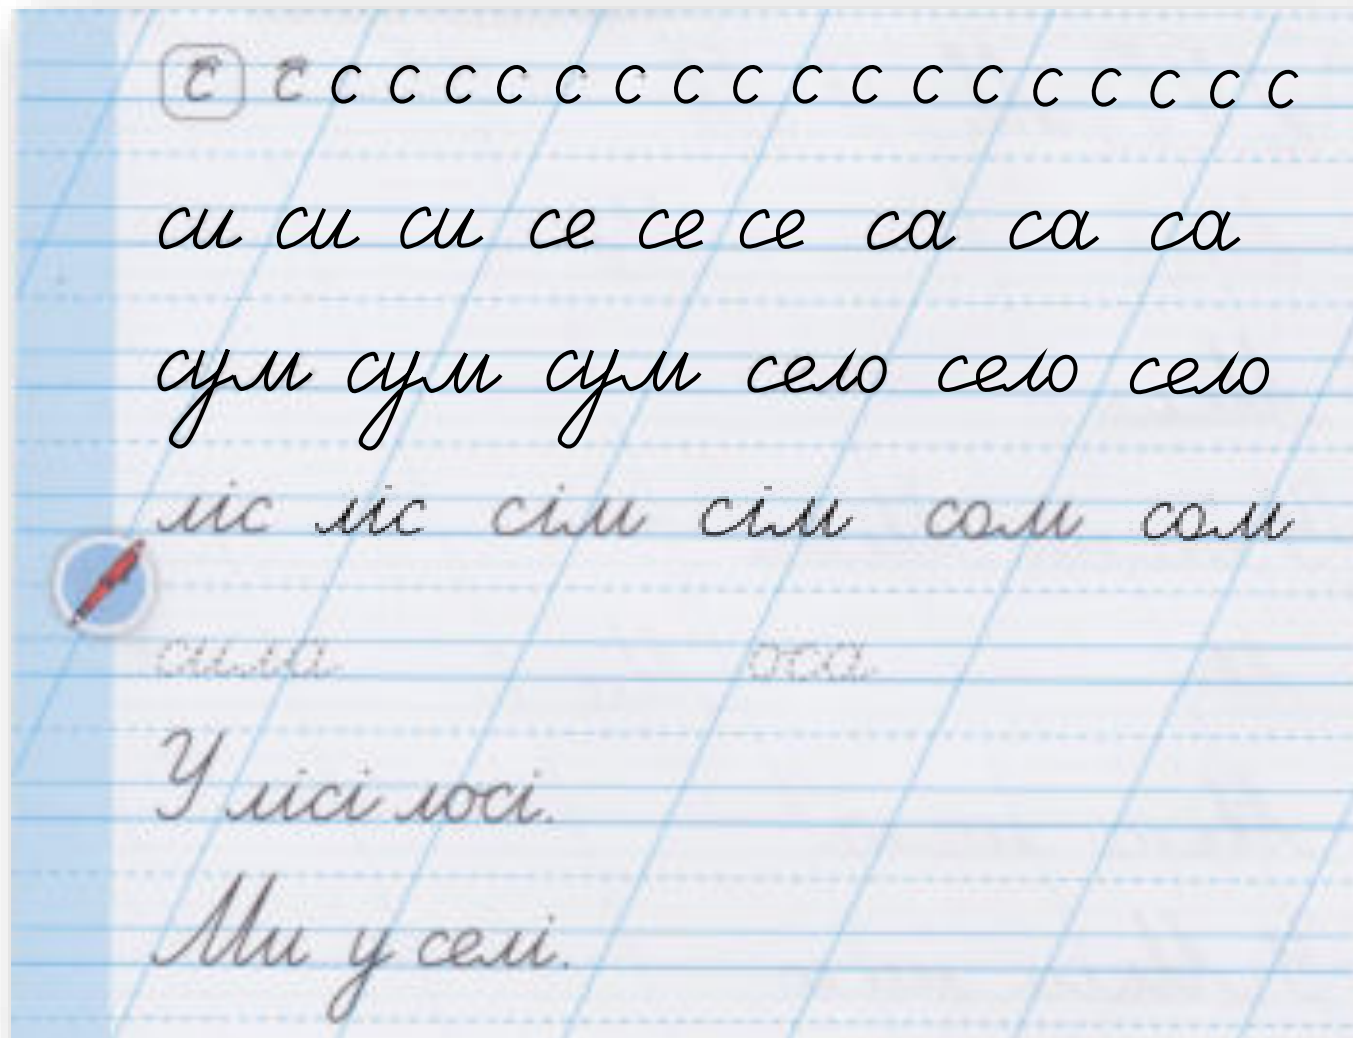 с с с с с с с с с с с с с с с с с с с
си си си се се се са са са
сум сум сум село село село
ліс ліс сім сім сом сом
сила оса
У лісі лосі.
Ми у селі.